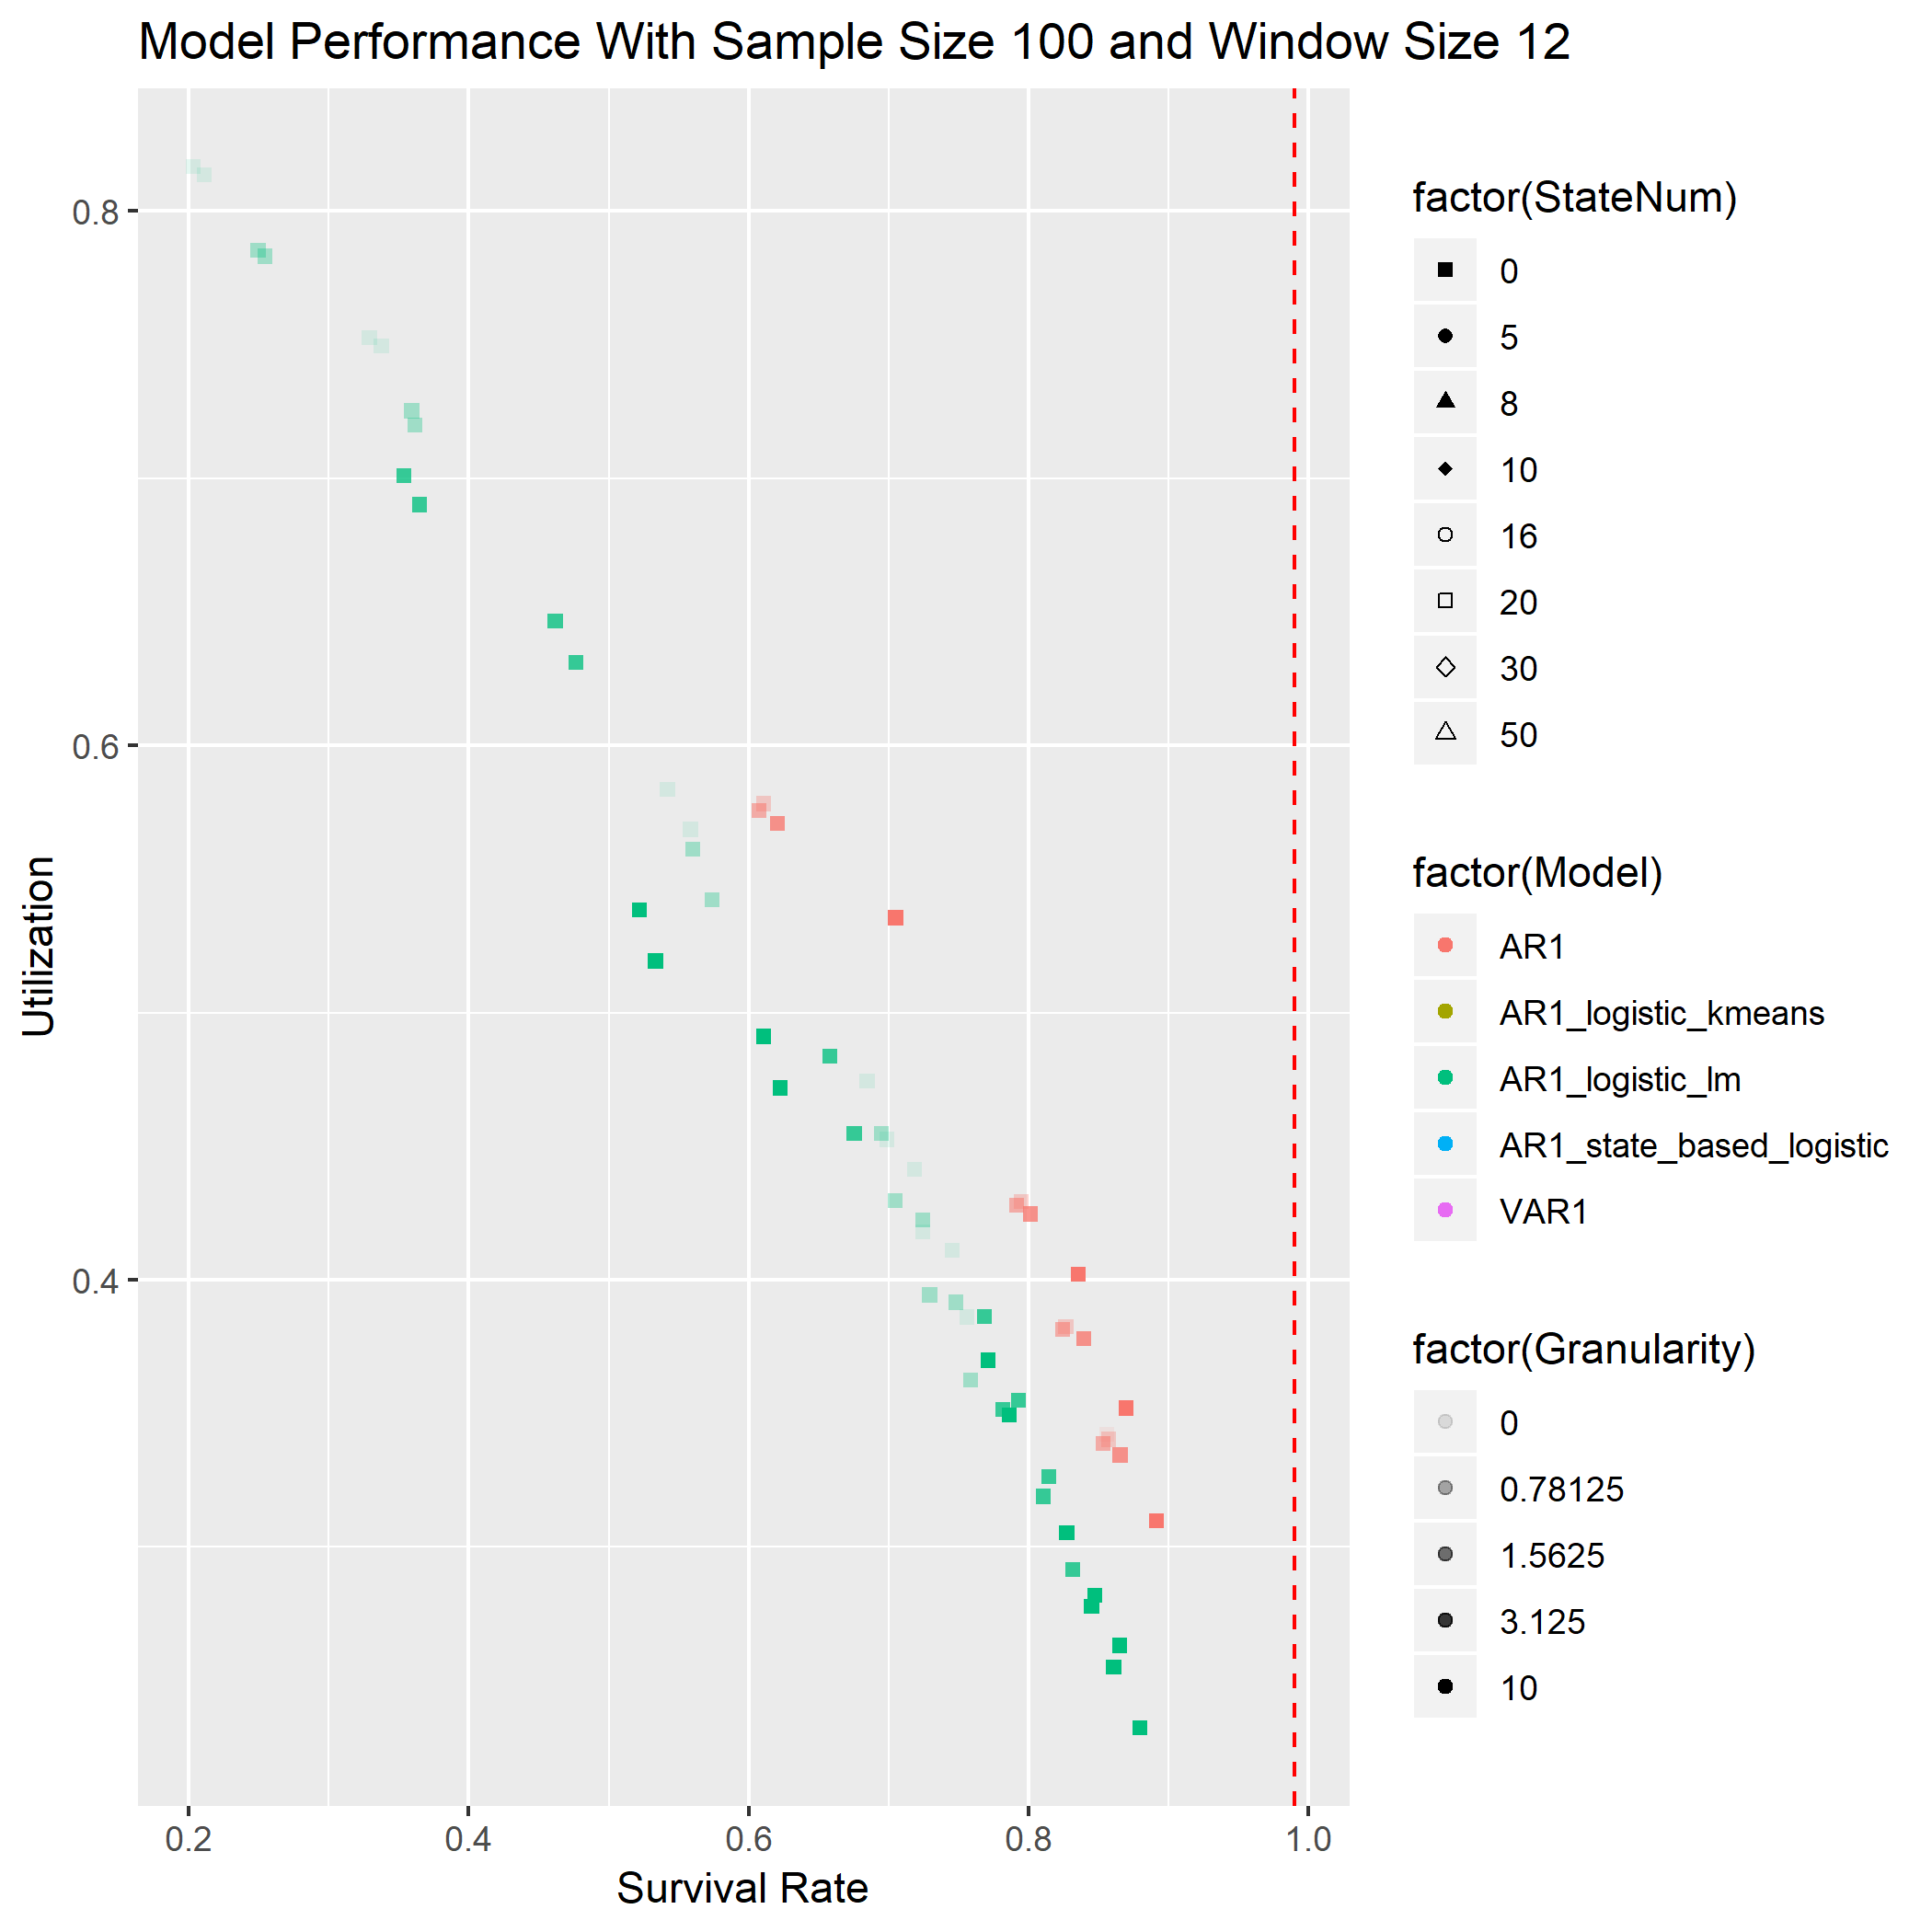 Model Performance With Sample Size 100 and Window Size 12
Utilization
0.8
0.6
0.4
0.2
0.4
0.6
0.8
1.0
Survival Rate
factor(StateNum)
0
5
8
10
16
20
30
50
factor(Model)
AR1
AR1_logistic_kmeans
AR1_logistic_lm
AR1_state_based_logistic
VAR1
factor(Granularity)
0
0.78125
1.5625
3.125
10